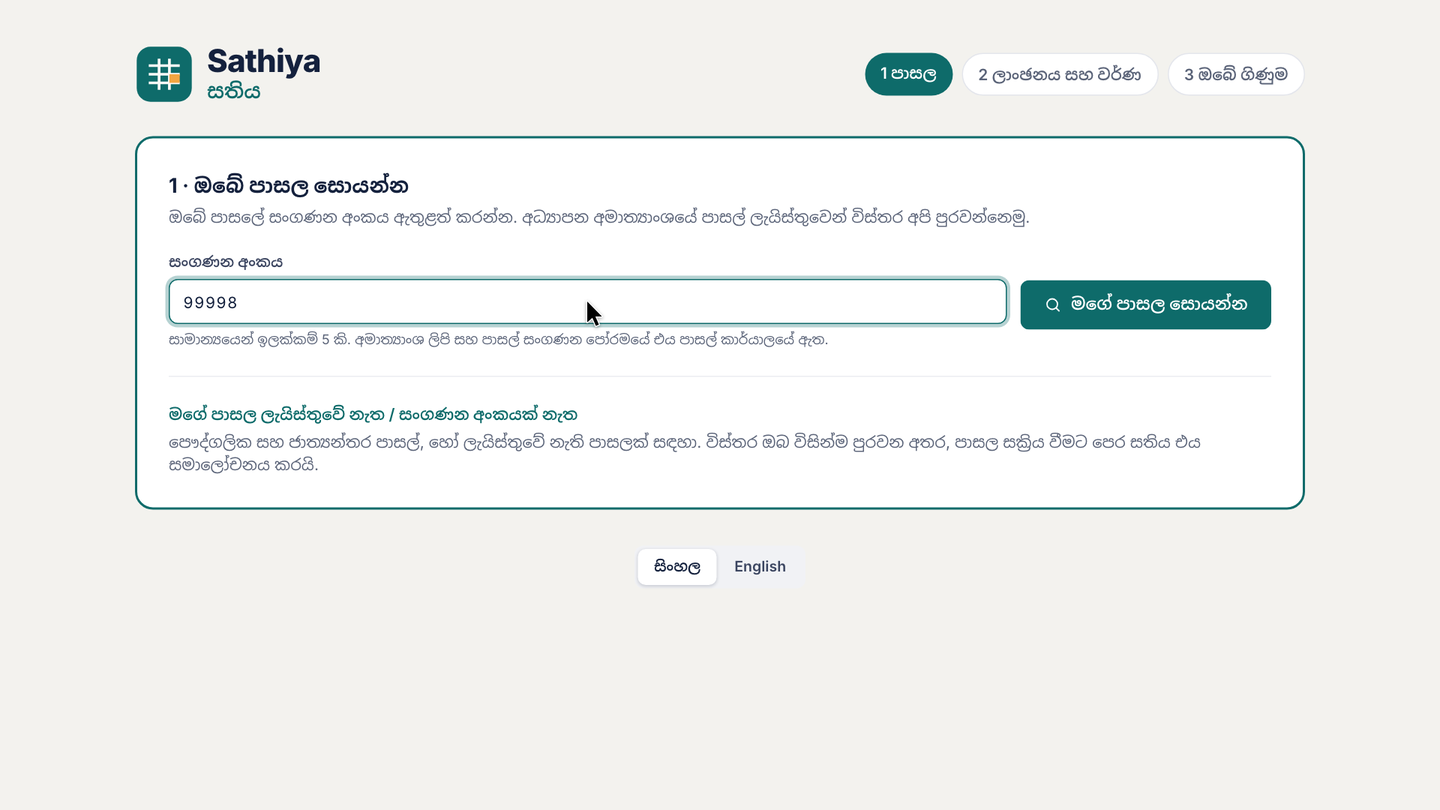 Sathiya
සතිය
1 පාසල
2 ලාංඡනය සහ වර්ණ
3 ඔබේ ගිණුම
1 · ඔබේ පාසල සොයන්න
ඔබේ පාසලේ සංගණන අංකය ඇතුළත් කරන්න. අධ්‍යාපන අමාත්‍යාංශයේ පාසල් ලැයිස්තුවෙන් විස්තර අපි පුරවන්නෙමු.
සංගණන අංකය
99998
මගේ පාසල සොයන්න
සාමාන්‍යයෙන් ඉලක්කම් 5 කි. අමාත්‍යාංශ ලිපි සහ පාසල් සංගණන පෝරමයේ එය පාසල් කාර්යාලයේ ඇත.
මගේ පාසල ලැයිස්තුවේ නැත / සංගණන අංකයක් නැත
පෞද්ගලික සහ ජාත්‍යන්තර පාසල්, හෝ ලැයිස්තුවේ නැති පාසලක් සඳහා. විස්තර ඔබ විසින්ම පුරවන අතර, පාසල සක්‍රිය වීමට පෙර සතිය එය
සමාලෝචනය කරයි.
සිංහල
English